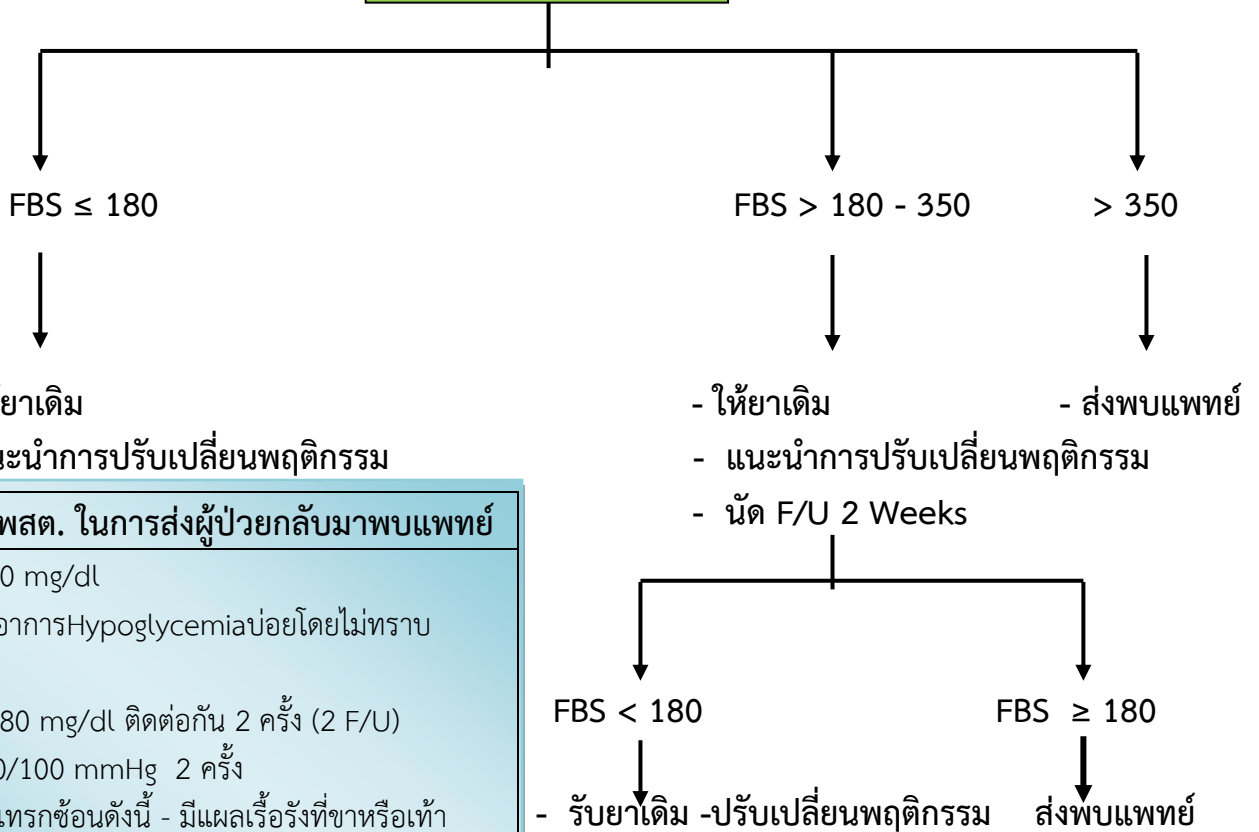 FBS ≤ 180
FBS > 180 - 350
> 350
ยาเดิม
นะนำการปรับเปลี่ยนพฤติกรรม
- ให้ยาเดิม
- แนะนำการปรับเปลี่ยนพฤติกรรม
- นัด F/U 2 Weeks
- ส่งพบแพทย์
พสต. ในการส่งผู้ป่วยกลับมาพบแพทย์
0 mg/dl
อาการHypoglycemiaบ่อยโดยไม่ทราบ
80 mg/dl ติดต่อกัน 2 ครั้ง (2 F/U)
0/100 mmHg 2 ครั้ง
แทรกซ้อนดังนี้ - มีแผลเรื้อรังที่ขาหรือเท้า
FBS < 180
FBS ≥ 180
- รับยาเดิม -ปรับเปลี่ยนพฤติกรรม
ส่งพบแพทย์